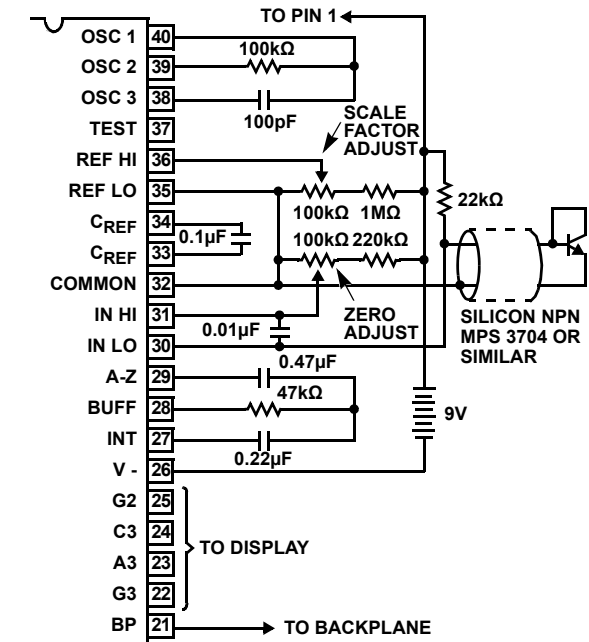 TO PIN 1
OSC 1 40
100kΩ
OSC 2 39
OSC 3 38
100pF
SCALE
FACTOR
ADJUST
TEST 37
REF HI 36
REF LO 35
22kΩ
100kΩ 1MΩ
CREF 34
0.1µF
100kΩ 220kΩ
CREF 33
COMMON 32
IN HI 31
ZERO
ADJUST
SILICON NPN
MPS 3704 OR
SIMILAR
0.01µF
IN LO 30
0.47µF
A-Z 29
47kΩ
BUFF 28
9V
INT 27
0.22µF
V - 26
G2 25
C3 24
TO DISPLAY
A3 23
G3 22
BP 21
TO BACKPLANE